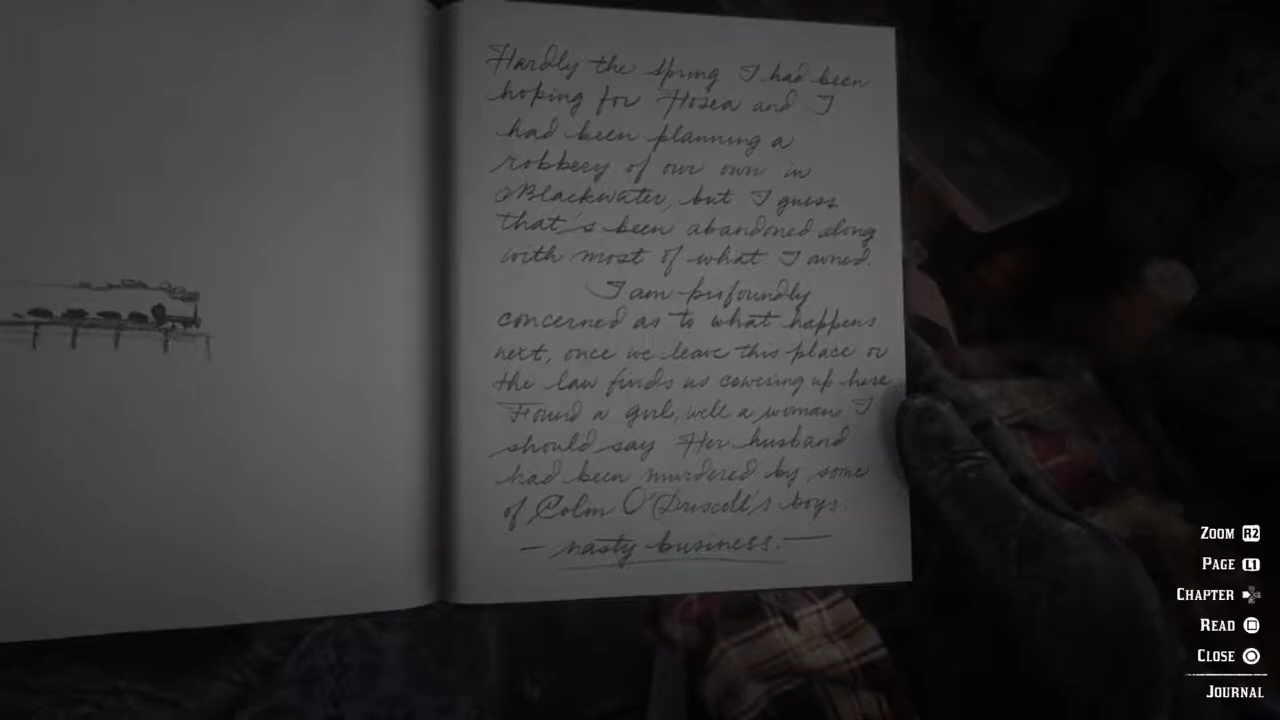 Hardly the Spring I had been
hoping for Hosea and I
had been planning a
robbery of our own in
Blackwater, but I guess
that's been abandoned along
with most of what I owned.
I am profoundly
concerned as to what happens
next, once we leave this place or
the law finds us cowering up here
Found a girl, well a woman I
should say Her husband
had been murdered by some
of Colm O'Driscoll's boys.
— nasty business. —
ZOOM R2
PAGE L1
CHAPTER
READ
CLOSE
JOURNAL